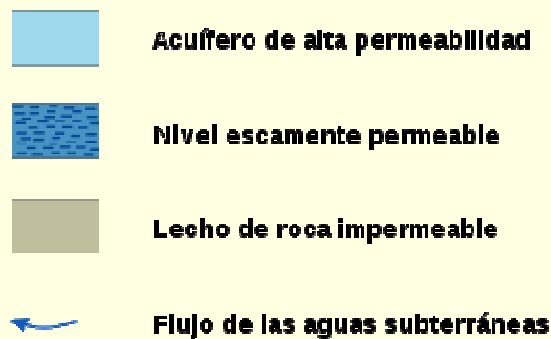 Acuífero de alta permeabilidad
Nivel escamente permeable
Lecho de roca impermeable
Flujo de las aguas subterráneas